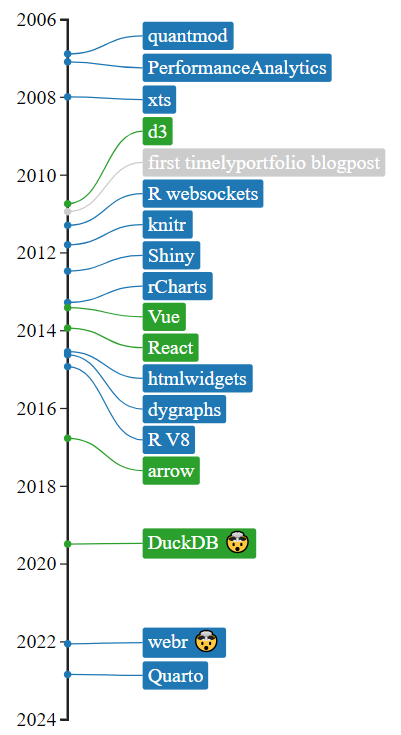 2006
quantmod
PerformanceAnalytics
2008
xts
d3
first timelyportfolio blogpost
2010
R websockets
knitr
2012
Shiny
rCharts
Vue
2014
React
htmlwidgets
dygraphs
2016
R V8
arrow
2018
DuckDB 🤯
2020
2022
webr 🤯
Quarto
2024